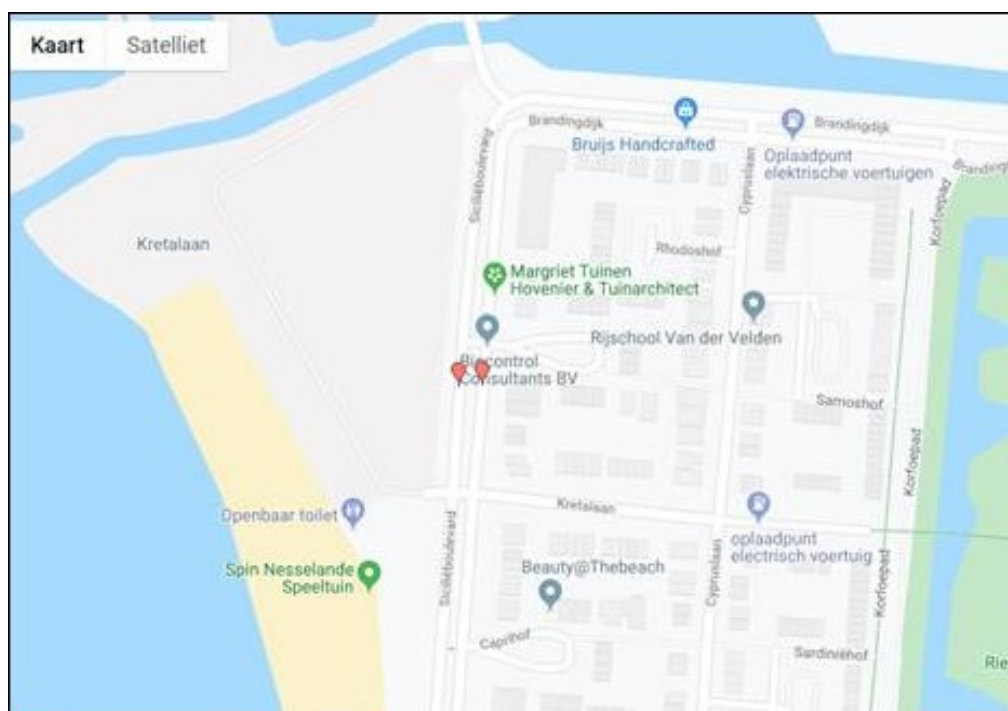 Kaart
Satelliet
Brandingdijk
Bruijs Handcrafted
Brandingdijk
Oplaadpunt
elektrische voertuigen
Siciliëboulevard
Cypruslaan
Korfoepad
Kretalaan
Rhodoshof
Margriet Tuinen
Hovenier & Tuinarchitect
Rijschool Van der Velden
Consultants BV
Samoshof
Korfoepad
Kretalaan
Openbaar toilet
oplaadpunt
electrisch voertuig
Siciliëboulevard
Cypruslaan
Korfoepad
Spin Nesselande
Speeltuin
Beauty@Thebeach
Caprihof
Sardiniëhof